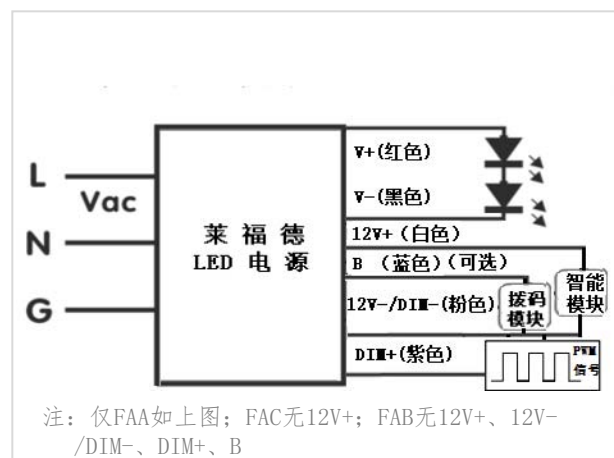 V+(红色)
L
Vac
V-(黑色)
莱福德
LED 电源
N
12V+(白色)
B (蓝色)(可选)
智能
模块
G
12V-/DIM-(粉色)
拨码
模块
DIM+(紫色)
PWM
信号
注：仅FAA如上图；FAC无12V+；FAB无12V+、12V-
/DIM-、DIM+、B